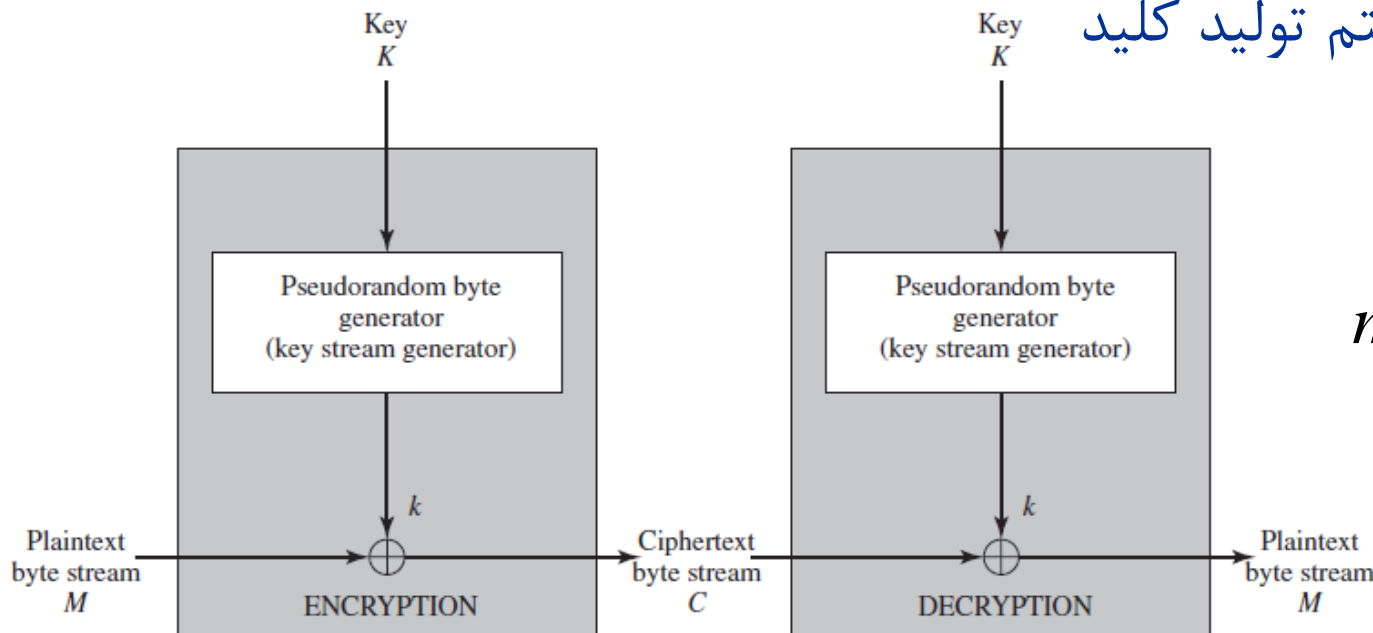 تولید کلید
Key
K
Key
K
Pseudorandom byte
generator
(key stream generator)
Pseudorandom byte
generator
(key stream generator)
k
k
Plaintext
byte stream
M
Ciphertext
byte stream
C
Plaintext
byte stream
M
ENCRYPTION
DECRYPTION